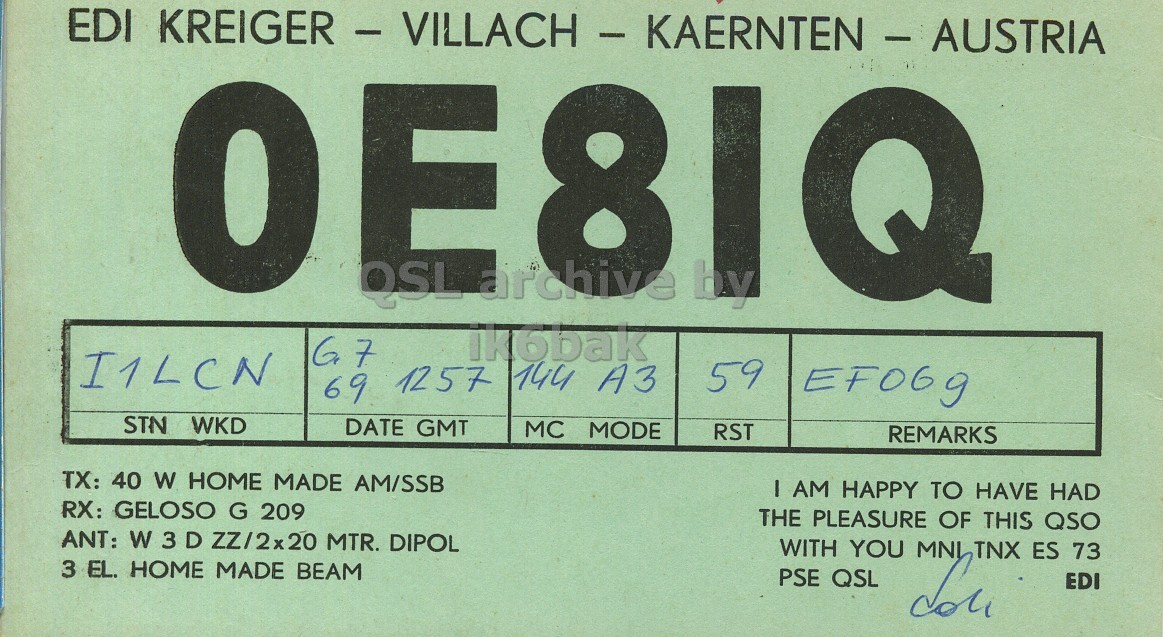 EDI KREIGER – VILLACH – KAERNTEN – AUSTRIA
OE8IQ
QSL archive by
ik6bak
I1LCN
6.7
69 1257
144 A3
59
EF06g
STN WKD
DATE GMT
MC MODE
RST
REMARKS
TX: 40 W HOME MADE AM/SSB
RX: GELOSO G 209
ANT: W 3 D ZZ/2x20 MTR. DIPOL
3 EL. HOME MADE BEAM
I AM HAPPY TO HAVE HAD
THE PLEASURE OF THIS QSO
WITH YOU MNI TNX ES 73
PSE QSL
EDI